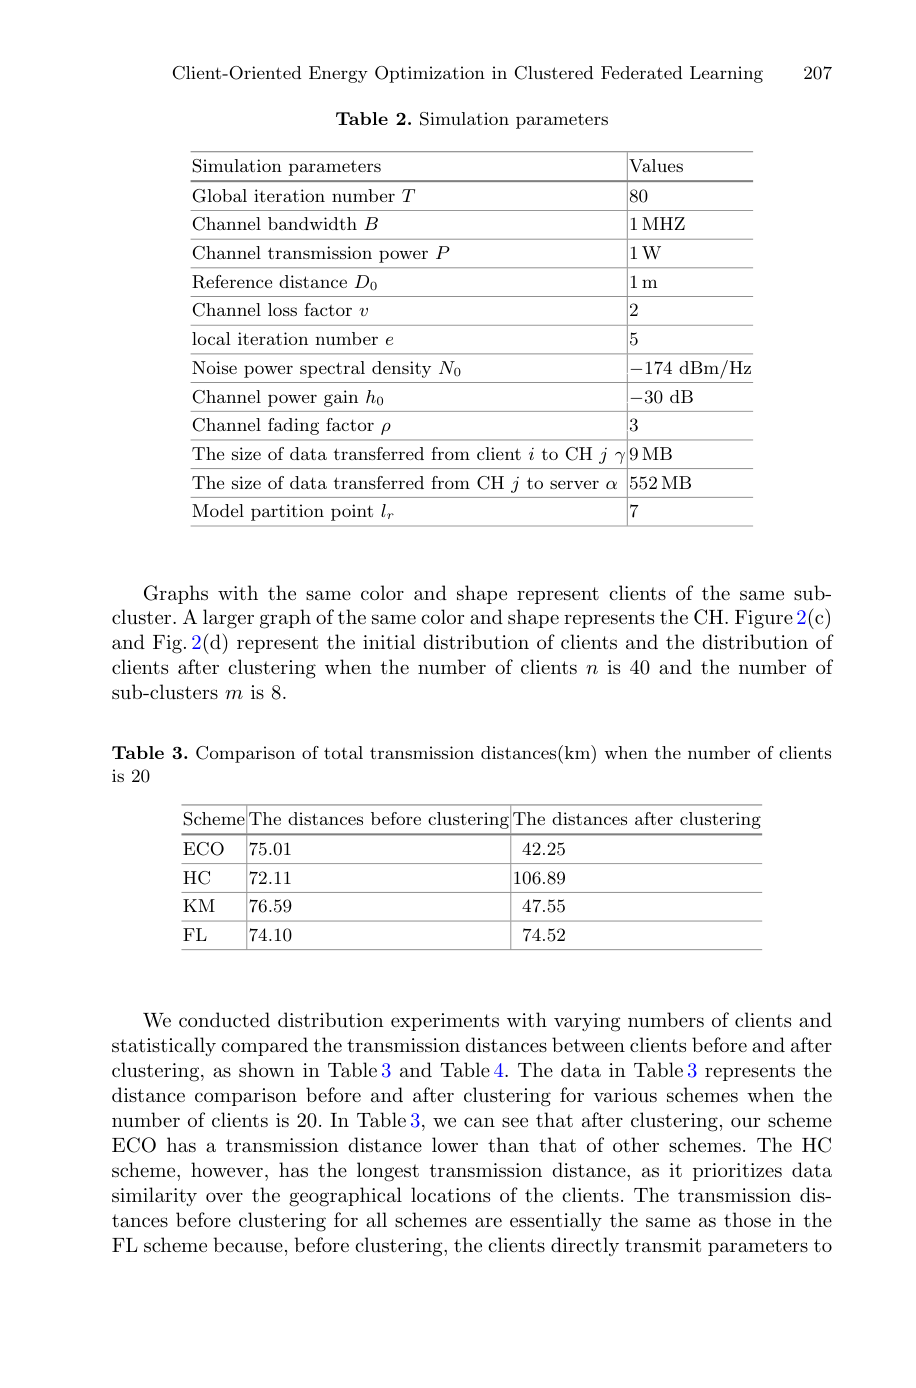 Client-Oriented Energy Optimization in Clustered Federated Learning 207
Table 2. Simulation parameters
Simulation parameters Values
Global iteration number T 80
Channel bandwidth B 1 MHZ
Channel transmission power P 1 W
Reference distance D₀ 1 m
Channel loss factor v 2
local iteration number e 5
Noise power spectral density N₀ −174 dBm/Hz
Channel power gain h₀ −30 dB
Channel fading factor ρ 3
The size of data transferred from client i to CH j γ 9 MB
The size of data transferred from CH j to server α 552 MB
Model partition point lᵣ 7
Graphs with the same color and shape represent clients of the same sub-
cluster. A larger graph of the same color and shape represents the CH. Figure 2(c)
and Fig. 2(d) represent the initial distribution of clients and the distribution of
clients after clustering when the number of clients n is 40 and the number of
sub-clusters m is 8.
Table 3. Comparison of total transmission distances(km) when the number of clients
is 20
Scheme The distances before clustering The distances after clustering
ECO 75.01 42.25
HC 72.11 106.89
KM 76.59 47.55
FL 74.10 74.52
We conducted distribution experiments with varying numbers of clients and
statistically compared the transmission distances between clients before and after
clustering, as shown in Table 3 and Table 4. The data in Table 3 represents the
distance comparison before and after clustering for various schemes when the
number of clients is 20. In Table 3, we can see that after clustering, our scheme
ECO has a transmission distance lower than that of other schemes. The HC
scheme, however, has the longest transmission distance, as it prioritizes data
similarity over the geographical locations of the clients. The transmission dis-
tances before clustering for all schemes are essentially the same as those in the
FL scheme because, before clustering, the clients directly transmit parameters to